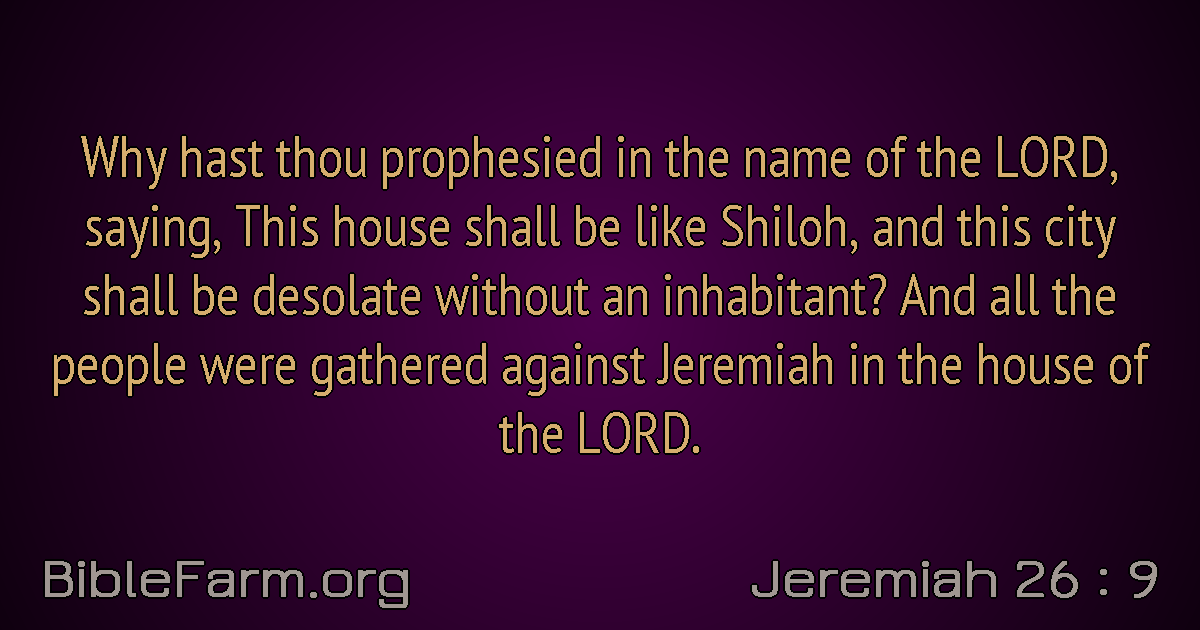 Why hast thou prophesied in the name of the LORD,
saying, This house shall be like Shiloh, and this city
shall be desolate without an inhabitant? And all the
people were gathered against Jeremiah in the house of
the LORD.
BibleFarm.org
Jeremiah 26 : 9